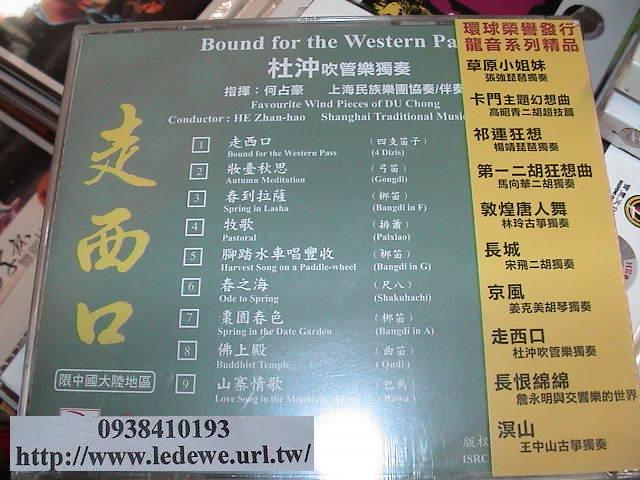 Bound for the Western Pa
杜沖吹管樂獨奏
指揮：何占豪 上海民族樂團協奏/伴奏
Favourite Wind Pieces of DU Chong
Conductor : HE Zhan-hao Shanghai Traditional Music
走西口
限中國大陸地區
1 走西口 （四支笛子）
Bound for the Western Pass (4 Dizis)
2 妝臺秋思 （弓笛）
Autumn Meditation (Gongdi)
3 春到拉薩 （梆笛）
Spring in Lasha (Bangdi in F)
4 牧歌 （排簫）
Pastoral (Paixiao)
5 腳踏水車唱豐收 （梆笛）
Harvest Song on a Paddle-wheel (Bangdi in G)
6 春之海 （尺八）
Ode to Spring (Shakuhachi)
7 棗園春色 （梆笛）
Spring in the Date Garden (Bangdi in A)
8 佛上殿 （曲笛）
Buddhist Temple (Qudi)
9 山寨情歌 （巴烏）
Love Song in the Mountain (Bawu)
版權
ISRC
環球榮譽發行
龍音系列精品
草原小姐妹
張強琵琶獨奏
卡門主題幻想曲
高昭青二胡超技篇
祁連狂想
楊靖琵琶獨奏
第一二胡狂想曲
馬向華二胡獨奏
敦煌唐人舞
林玲古箏獨奏
長城
宋飛二胡獨奏
京風
姜克美胡琴獨奏
走西口
杜沖吹管樂獨奏
長恨綿綿
詹永明與交響樂的世界
溟山
王中山古箏獨奏
0938410193
http://www.ledewe.url.tw/